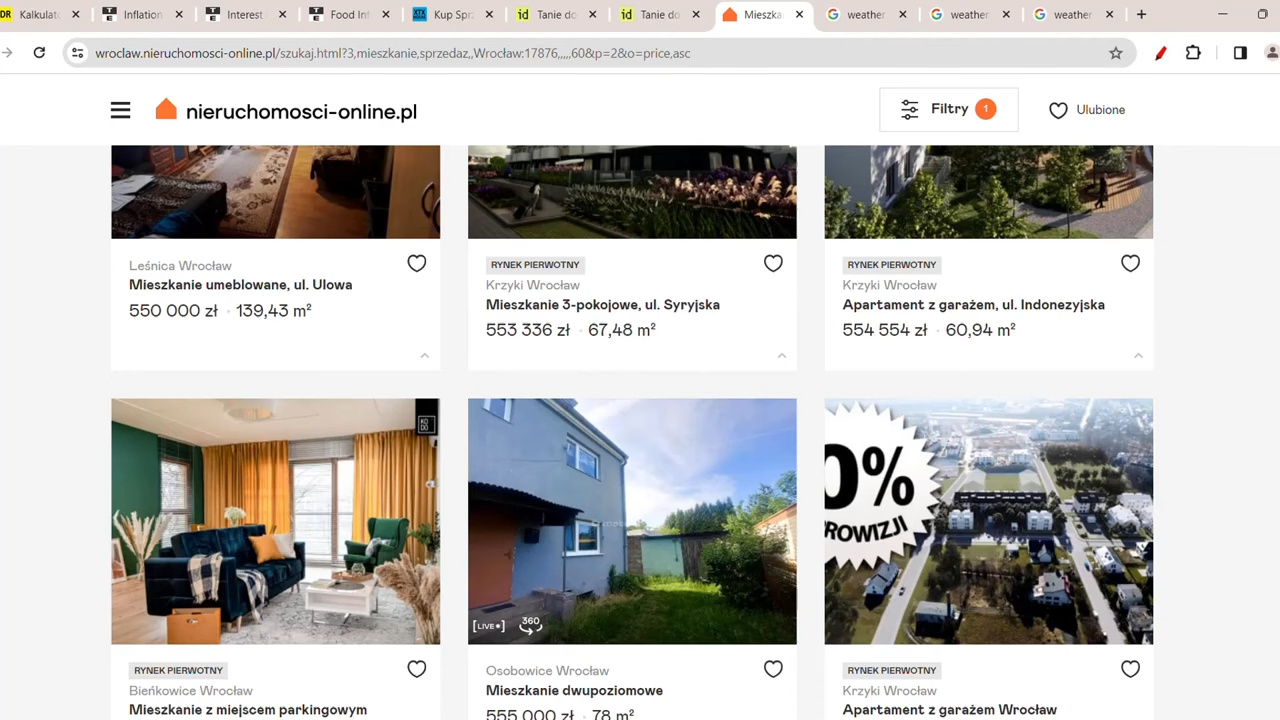 DR Kalkulato
Inflation
Interest
Food Inf
Kup Sprz
Tanie do
Tanie do
Mieszka
weather
weather
weather
wroclaw.nieruchomosci-online.pl/szukaj.html?3,mieszkanie,sprzedaz,,Wrocław:17876,,,,,60&p=2&o=price,asc
nieruchomosci-online.pl
Filtry 1
Ulubione
Leśnica Wrocław
Mieszkanie umeblowane, ul. Ulowa
550 000 zł · 139,43 m²
RYNEK PIERWOTNY
Krzyki Wrocław
Mieszkanie 3-pokojowe, ul. Syryjska
553 336 zł · 67,48 m²
RYNEK PIERWOTNY
Krzyki Wrocław
Apartament z garażem, ul. Indonezyjska
554 554 zł · 60,94 m²
KO
DO
RYNEK PIERWOTNY
Bieńkowice Wrocław
Mieszkanie z miejscem parkingowym
[LIVE•]
360
Osobowice Wrocław
Mieszkanie dwupoziomowe
555 000 zł · 78 m²
0%
ROWIZJI
RYNEK PIERWOTNY
Krzyki Wrocław
Apartament z garażem Wrocław